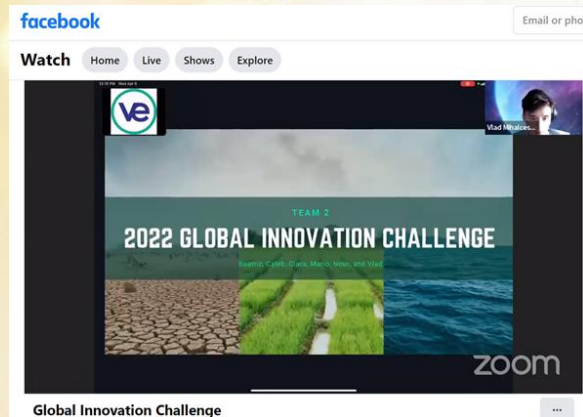 facebook
Email or pho
Watch
Home
Live
Shows
Explore
ve
Vlad Mihalces...
TEAM 2
2022 GLOBAL INNOVATION CHALLENGE
Beatriz, Caleb, Clara, Mario, Nour, and Vlad
zoom
Global Innovation Challenge
...